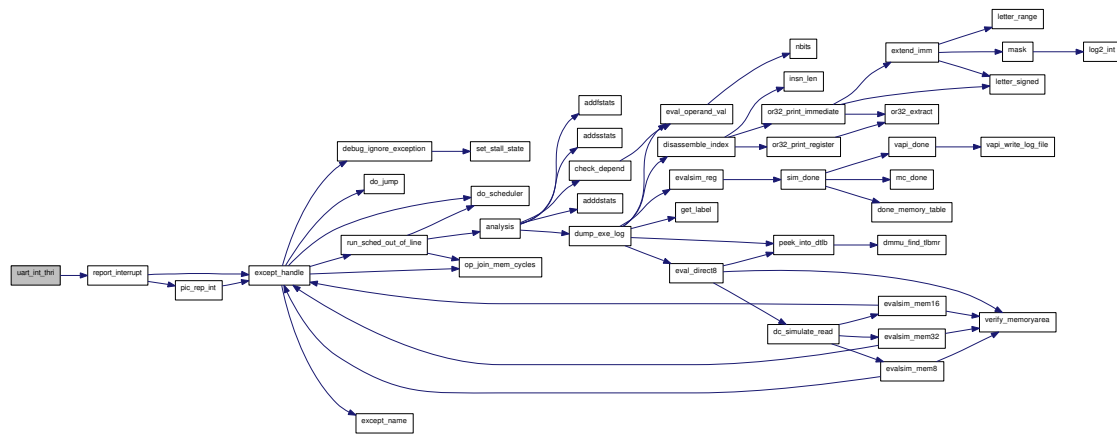 letter_range
nbits
extend_imm
mask
log2_int
insn_len
letter_signed
addfstats
eval_operand_val
or32_print_immediate
or32_extract
addsstats
debug_ignore_exception
set_stall_state
disassemble_index
or32_print_register
vapi_done
vapi_write_log_file
check_depend
do_jump
evalsim_reg
sim_done
mc_done
do_scheduler
adddstats
get_label
done_memory_table
analysis
dump_exe_log
run_sched_out_of_line
peek_into_dtlb
dmmu_find_tlbmr
op_join_mem_cycles
uart_int_thri
report_interrupt
except_handle
eval_direct8
pic_rep_int
evalsim_mem16
verify_memoryarea
dc_simulate_read
evalsim_mem32
evalsim_mem8
except_name